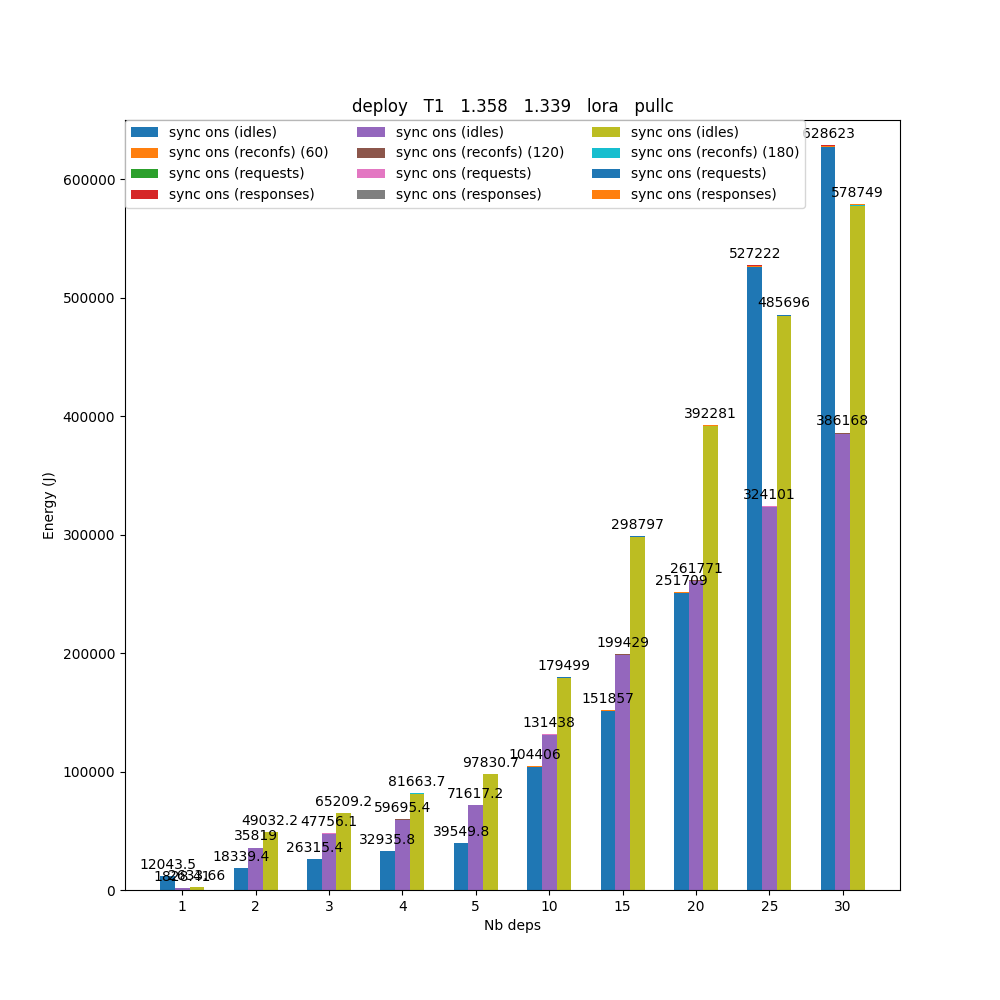 deploy T1 1.358 1.339 lora pullc
sync ons (idles)
sync ons (reconfs) (60)
sync ons (requests)
sync ons (responses)
sync ons (idles)
sync ons (reconfs) (120)
sync ons (requests)
sync ons (responses)
sync ons (idles)
sync ons (reconfs) (180)
sync ons (requests)
sync ons (responses)
Energy (J)
600000
500000
400000
300000
200000
100000
0
12043.5
18339.4
35819
49032.2
26315.4
47756.1
65209.2
32935.8
59695.4
81663.7
39549.8
71617.2
97830.7
104406
131438
179499
151857
199429
298797
251709
261771
392281
527222
324101
485696
628623
386168
578749
1 2 3 4 5 10 15 20 25 30
Nb deps